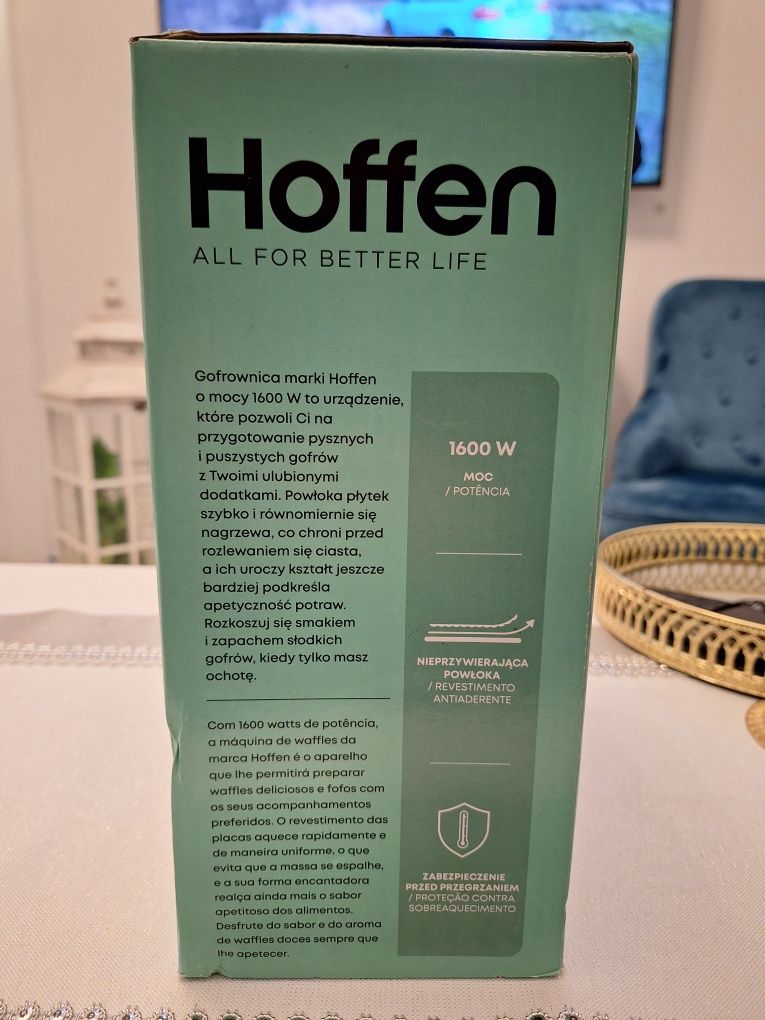 Hoffen
ALL FOR BETTER LIFE
Gofrownica marki Hoffen
o mocy 1600 W to urządzenie,
które pozwoli Ci na
przygotowanie pysznych
i puszystych gofrów
z Twoimi ulubionymi
dodatkami. Powłoka płytek
szybko i równomiernie się
nagrzewa, co chroni przed
rozlewaniem się ciasta,
a ich uroczy kształt jeszcze
bardziej podkreśla
apetyczność potraw.
Rozkoszuj się smakiem
i zapachem słodkich
gofrów, kiedy tylko masz
ochotę.
Com 1600 watts de potência,
a máquina de waffles da
marca Hoffen é o aparelho
que lhe permitirá preparar
waffles deliciosos e fofos com
os seus acompanhamentos
preferidos. O revestimento das
placas aquece rapidamente e
de maneira uniforme, o que
evita que a massa se espalhe,
e a sua forma encantadora
realça ainda mais o sabor
apetitoso dos alimentos.
Desfrute do sabor e do aroma
de waffles doces sempre que
lhe apetecer.
1600 W
MOC
/ POTÊNCIA
NIEPRZYWIERAJĄCA
POWŁOKA
/ REVESTIMENTO
ANTIADERENTE
ZABEZPIECZENIE
PRZED PRZEGRZANIEM
/ PROTEÇÃO CONTRA
SOBREAQUECIMENTO